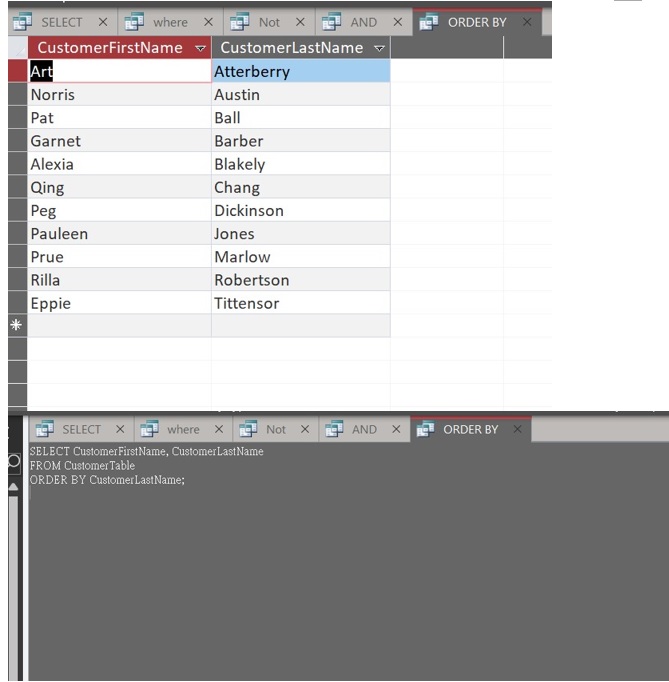 SELECT where Not AND ORDER BY
CustomerFirstName CustomerLastName
Art Atterberry
Norris Austin
Pat Ball
Garnet Barber
Alexia Blakely
Qing Chang
Peg Dickinson
Pauleen Jones
Prue Marlow
Rilla Robertson
Eppie Tittensor
SELECT where Not AND ORDER BY
SELECT CustomerFirstName, CustomerLastName
FROM CustomerTable
ORDER BY CustomerLastName;